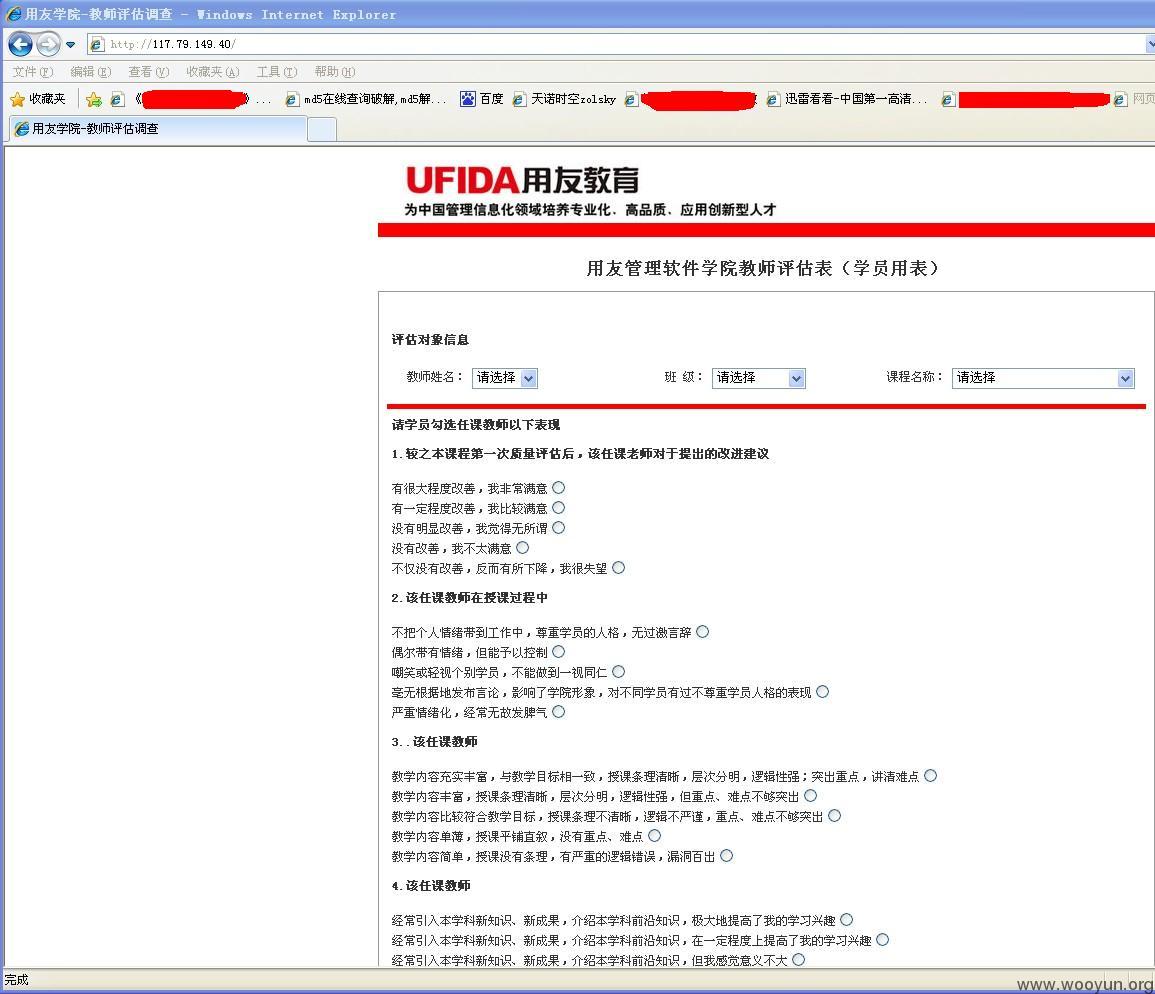 用友学院-教师评估调查 - Windows Internet Explorer
http://117.79.149.40/
文件(F) 编辑(E) 查看(V) 收藏夹(A) 工具(T) 帮助(H)
收藏夹 《 》 ... md5在线查询破解,md5解... 百度 天诺时空zolsky 迅雷看看-中国第一高清... 网页
用友学院-教师评估调查
UFIDA用友教育
为中国管理信息化领域培养专业化、高品质、应用创新型人才
用友管理软件学院教师评估表（学员用表）
评估对象信息
教师姓名： 请选择 班 级： 请选择 课程名称： 请选择
请学员勾选任课教师以下表现
1.较之本课程第一次质量评估后，该任课老师对于提出的改进建议
有很大程度改善，我非常满意
有一定程度改善，我比较满意
没有明显改善，我觉得无所谓
没有改善，我不太满意
不仅没有改善，反而有所下降，我很失望
2.该任课教师在授课过程中
不把个人情绪带到工作中，尊重学员的人格，无过激言辞
偶尔带有情绪，但能予以控制
嘲笑或轻视个别学员，不能做到一视同仁
毫无根据地发布言论，影响了学院形象，对不同学员有过不尊重学员人格的表现
严重情绪化，经常无故发脾气
3..该任课教师
教学内容充实丰富，与教学目标相一致，授课条理清晰，层次分明，逻辑性强；突出重点，讲清难点
教学内容丰富，授课条理清晰，层次分明，逻辑性强，但重点、难点不够突出
教学内容比较符合教学目标，授课条理不清晰，逻辑不严谨，重点、难点不够突出
教学内容单薄，授课平铺直叙，没有重点、难点
教学内容简单，授课没有条理，有严重的逻辑错误，漏洞百出
4.该任课教师
经常引入本学科新知识、新成果，介绍本学科前沿知识，极大地提高了我的学习兴趣
经常引入本学科新知识、新成果，介绍本学科前沿知识，在一定程度上提高了我的学习兴趣
经常引入本学科新知识、新成果，介绍本学科前沿知识，但我感觉意义不大
完成
www.wooyun.org